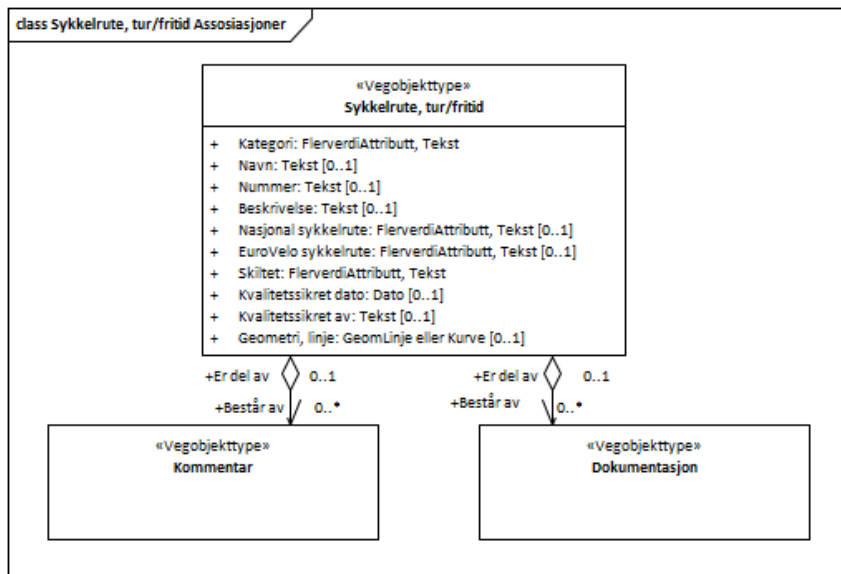 class Sykkelrute, tur/fritid Assosiasjoner
«Vegobjekttype»
Sykkelrute, tur/fritid
+ Kategori: FlerverdiAttributt, Tekst
+ Navn: Tekst [0..1]
+ Nummer: Tekst [0..1]
+ Beskrivelse: Tekst [0..1]
+ Nasjonal sykkelrute: FlerverdiAttributt, Tekst [0..1]
+ EuroVelo sykkelrute: FlerverdiAttributt, Tekst [0..1]
+ Skiltet: FlerverdiAttributt, Tekst
+ Kvalitetssikret dato: Dato [0..1]
+ Kvalitetssikret av: Tekst [0..1]
+ Geometri, linje: GeomLinje eller Kurve [0..1]
+Er del av 0..1
+Består av 0..*
+Er del av 0..1
+Består av 0..*
«Vegobjekttype»
Kommentar
«Vegobjekttype»
Dokumentasjon